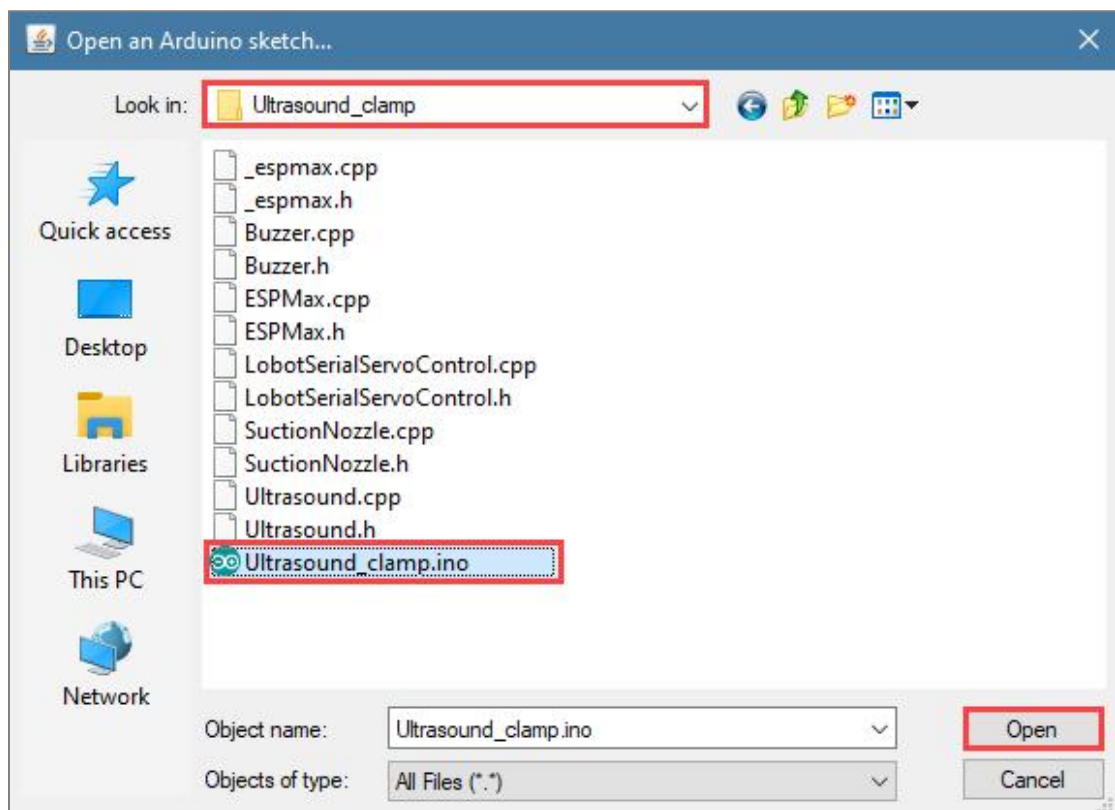 Open an Arduino sketch...
Look in:
Ultrasound_clamp
Quick access
Desktop
Libraries
This PC
Network
_espmax.cpp
_espmax.h
Buzzer.cpp
Buzzer.h
ESPMax.cpp
ESPMax.h
LobotSerialServoControl.cpp
LobotSerialServoControl.h
SuctionNozzle.cpp
SuctionNozzle.h
Ultrasound.cpp
Ultrasound.h
Ultrasound_clamp.ino
Object name:
Ultrasound_clamp.ino
Open
Objects of type:
All Files (*.*)
Cancel